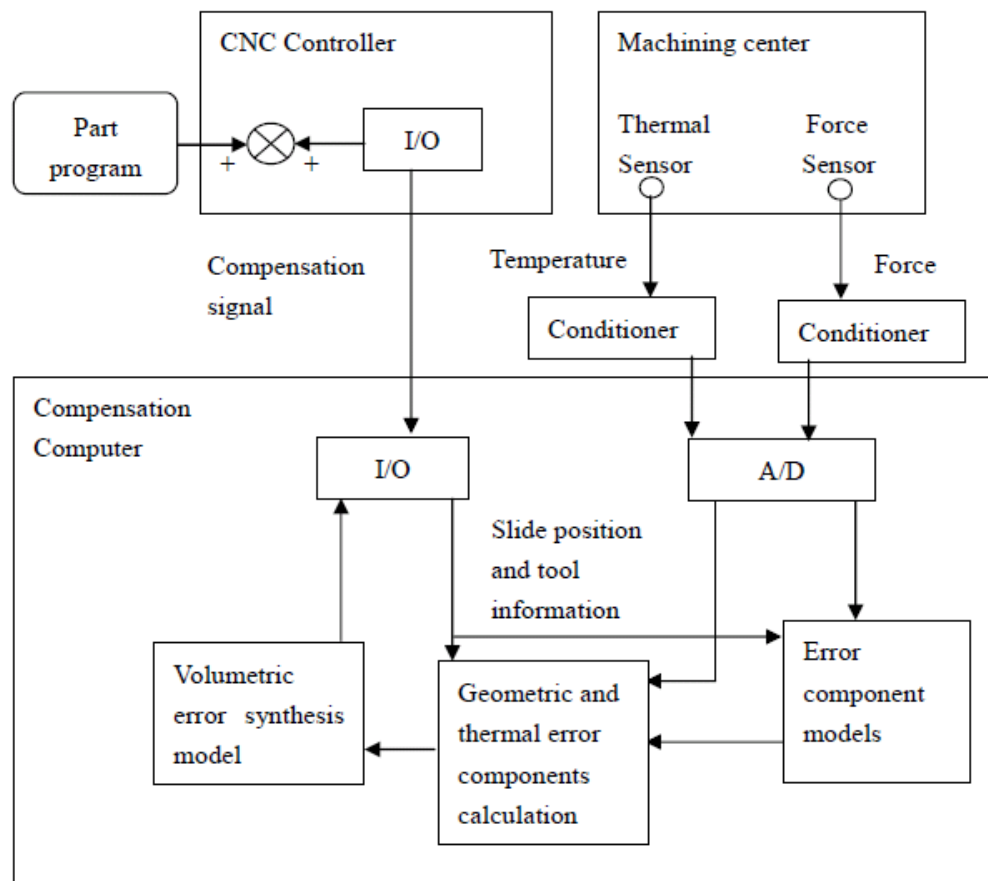 CNC Controller
Machining center
Part
program
+
+
I/O
Thermal
Sensor
Force
Sensor
Compensation
signal
Temperature
Force
Conditioner
Conditioner
Compensation
Computer
I/O
A/D
Slide position
and tool
information
Volumetric
error synthesis
model
Geometric and
thermal error
components
calculation
Error
component
models